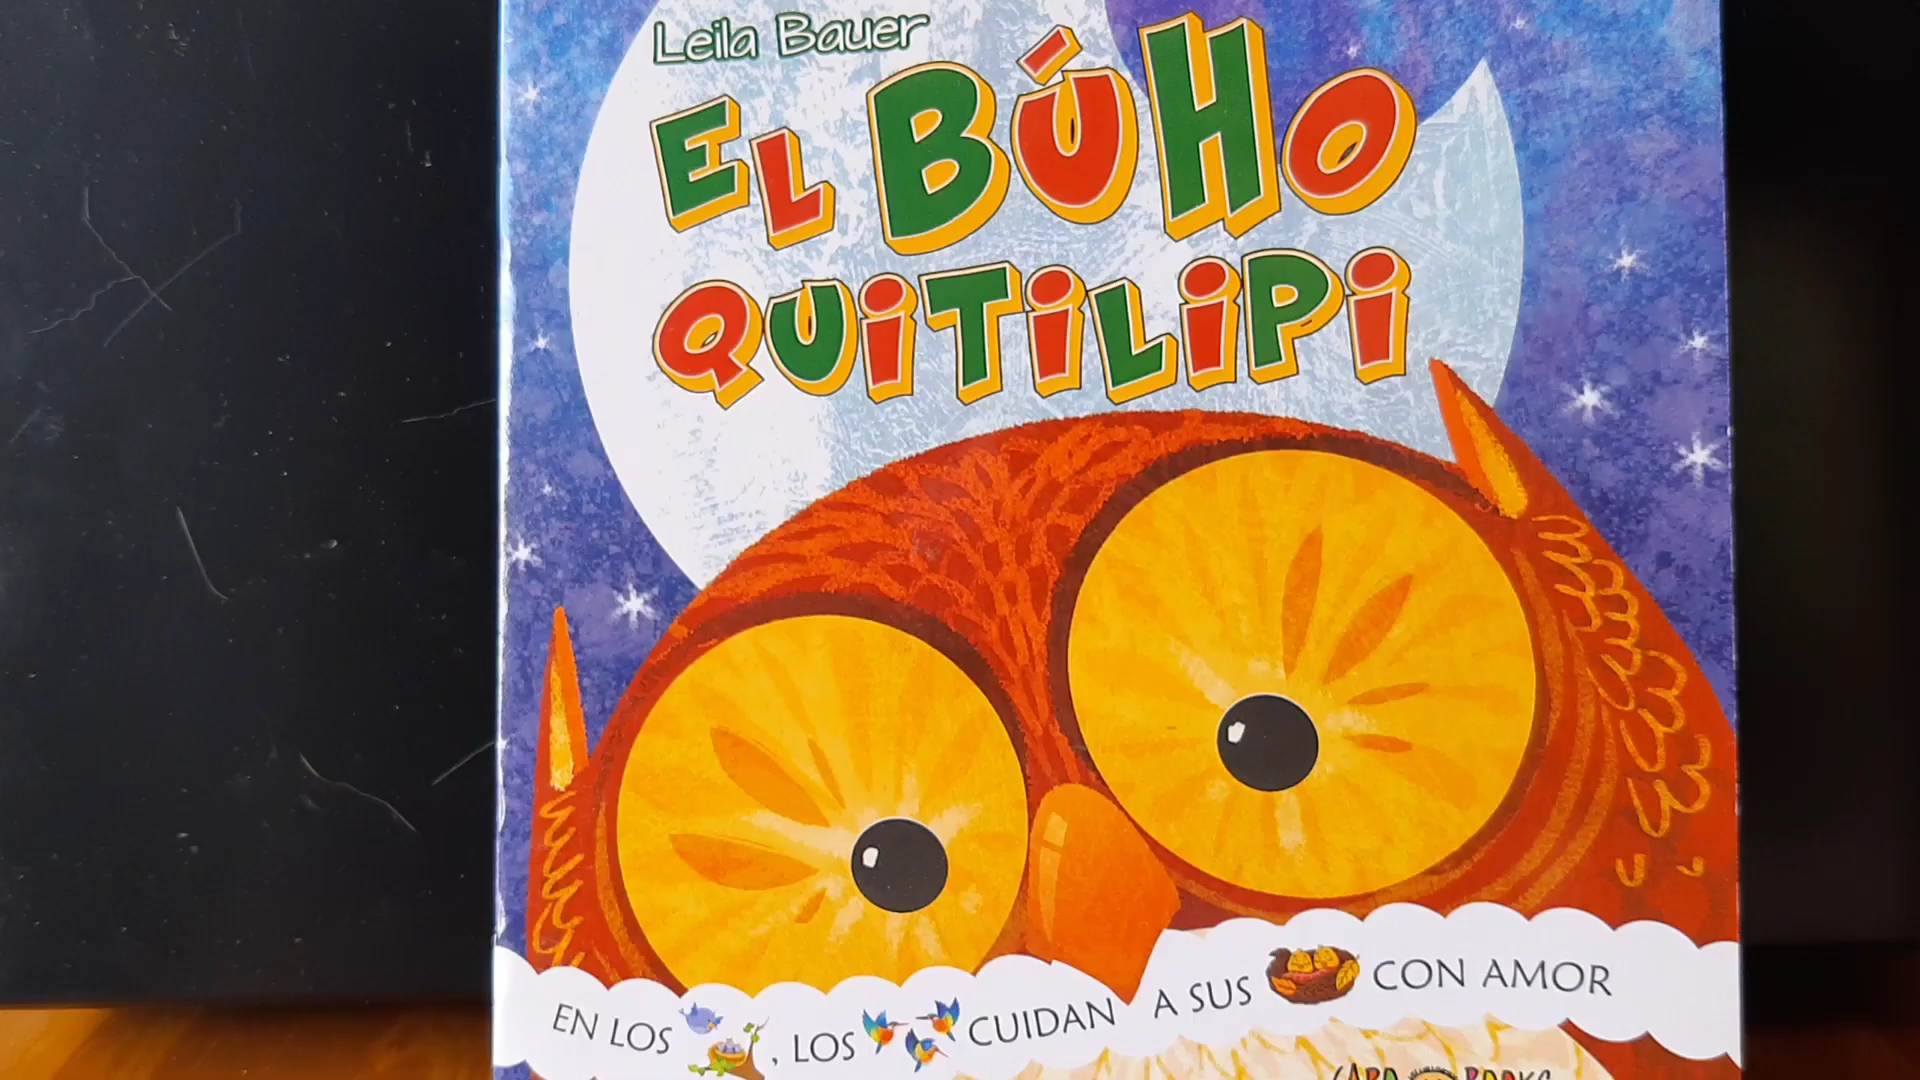 Leila Bauer
EL BÚHO
QUITILIPI
EN LOS , LOS CUIDAN A SUS CON AMOR